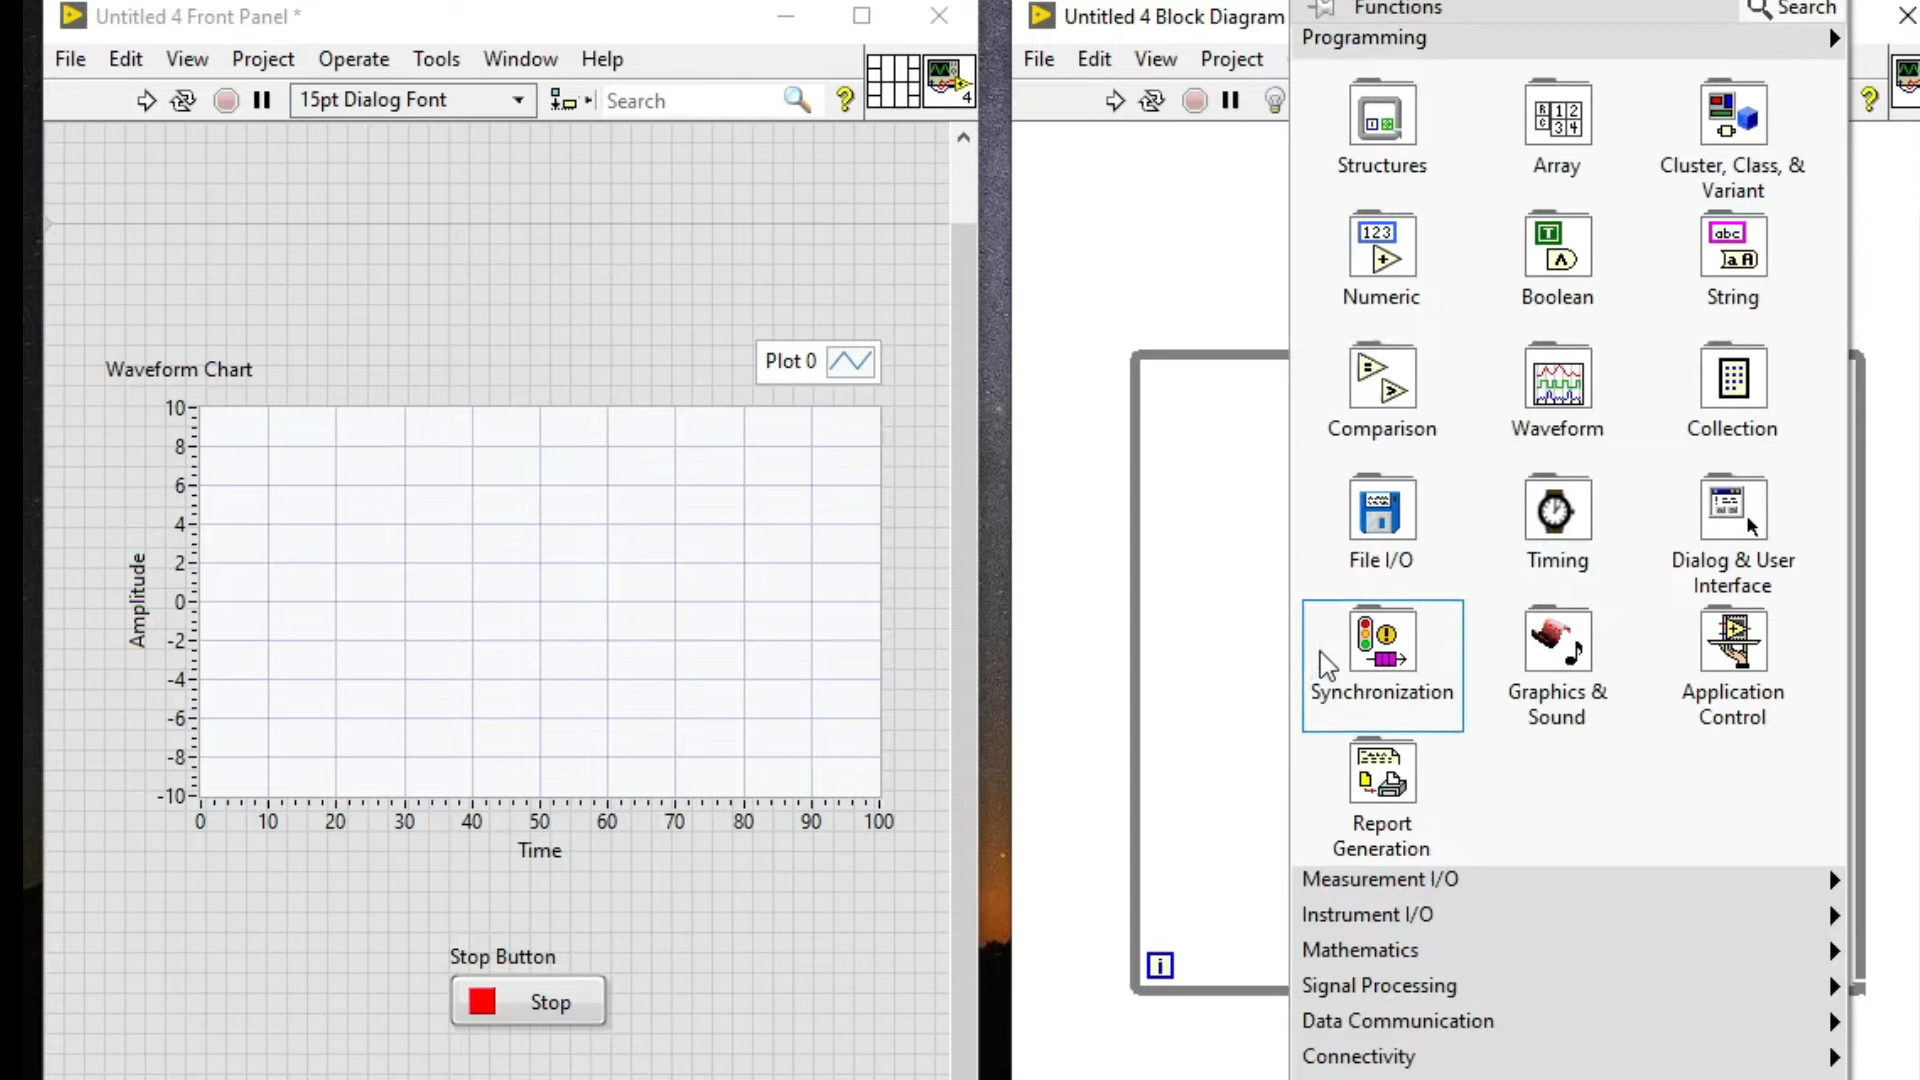 Untitled 4 Front Panel *
File Edit View Project Operate Tools Window Help
15pt Dialog Font
Search
4
Waveform Chart
Plot 0
10
8
6
4
2
0
-2
-4
-6
-8
-10
Amplitude
0 10 20 30 40 50 60 70 80 90 100
Time
Stop Button
Stop
Untitled 4 Block Diagram
File Edit View Project
i
Functions
Search
Programming
Structures
Array
Cluster, Class, &
Variant
123
Numeric
Boolean
abc
String
Comparison
Waveform
Collection
File I/O
Timing
Dialog & User
Interface
Synchronization
Graphics &
Sound
Application
Control
Report
Generation
Measurement I/O
Instrument I/O
Mathematics
Signal Processing
Data Communication
Connectivity